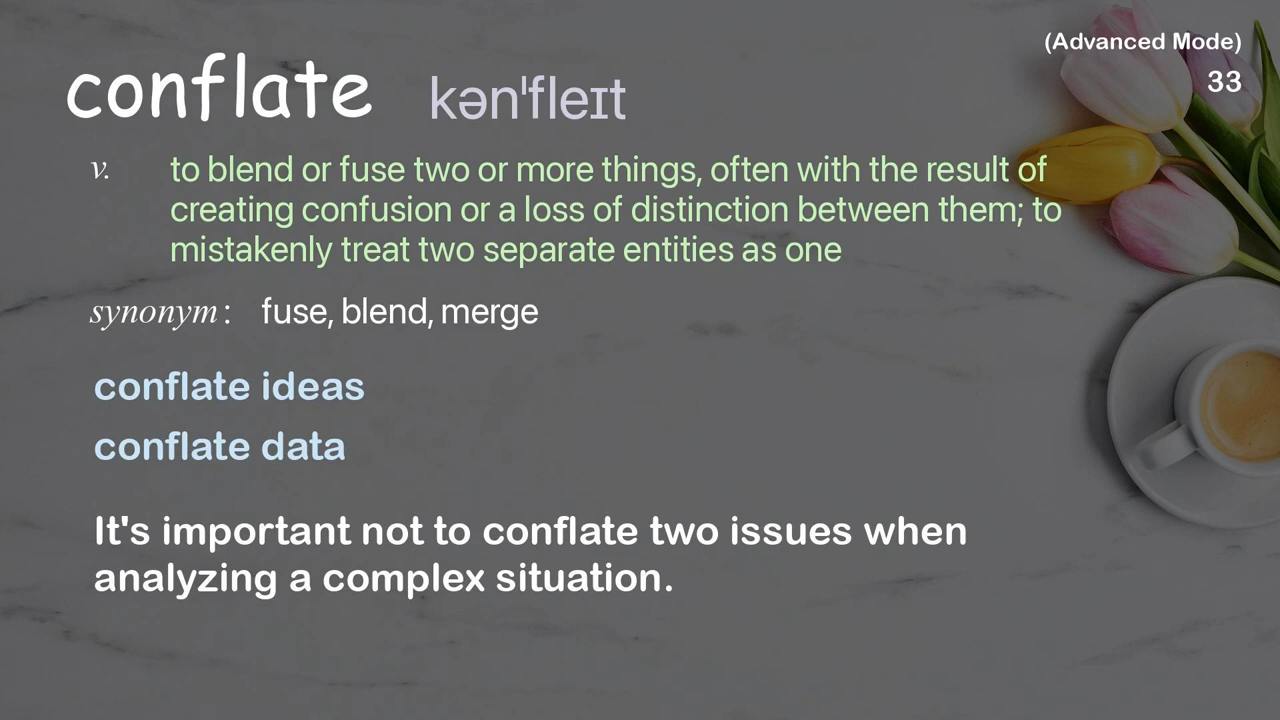 (Advanced Mode)
33
conflate kənˈfleɪt
v. to blend or fuse two or more things, often with the result of
creating confusion or a loss of distinction between them; to
mistakenly treat two separate entities as one
synonym: fuse, blend, merge
conflate ideas
conflate data
It's important not to conflate two issues when
analyzing a complex situation.